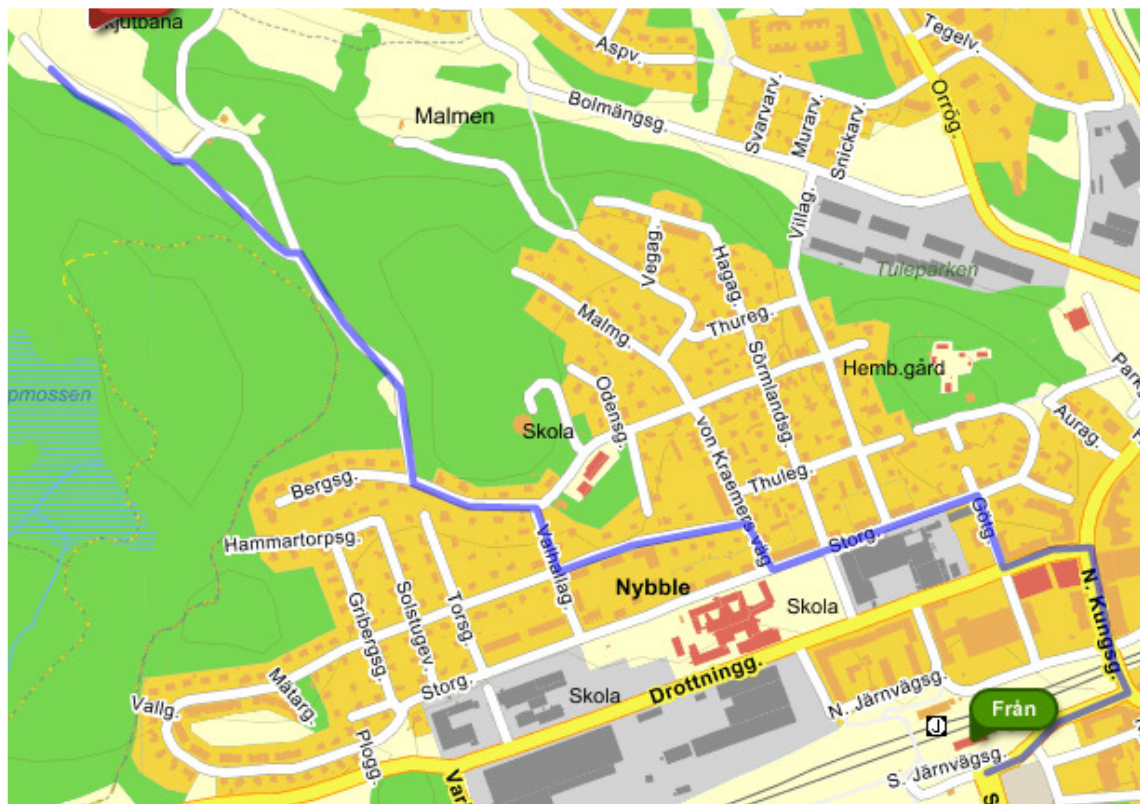 Skjutbana
Aspv.
Tegelv.
Orrög.
Malmen
Bolmängsg.
Svarvarv.
Murarv.
Snickarv.
Villag.
Vegag.
Hagag.
Tuleparken
Malmg.
Thureg.
Sörmlandsg.
Hemb.gård
pmossen
Odensg.
Skola
von Kraemers väg
Aurag.
Bergsg.
Thuleg.
Götg.
Hammartorpsg.
Valhallag.
Storg.
N. Kungsg.
Gribergsg.
Solstugev.
Torsg.
Nybble
Skola
Mätarg.
Storg.
Skola
Drottningg.
N. Järnvägsg.
Vallg.
Från
J
Plogg.
S. Järnvägsg.